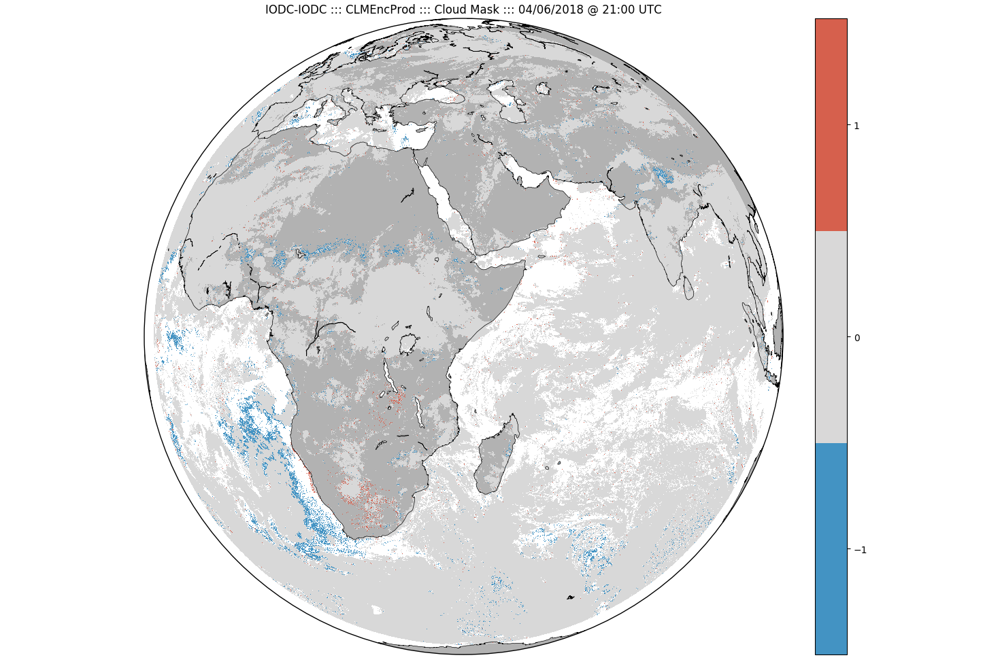 IODC-IODC ::: CLMEncProd ::: Cloud Mask ::: 04/06/2018 @ 21:00 UTC
1
0
−1